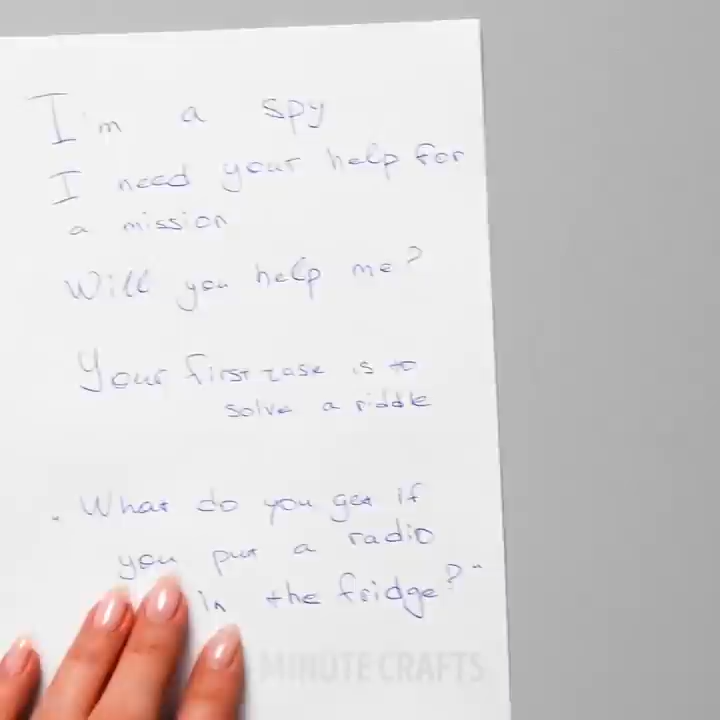 I'm a spy
I need your help for
a mission
Will you help me?
Your first case is to
solve a riddle
„What do you get if
you put a radio
in the fridge?"
MINUTE CRAFTS